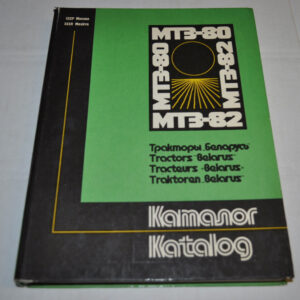 СССР Москва
USSR Moskva
МТЗ-80
МТЗ-80
МТЗ-82
МТЗ-82
Тракторы „Беларусь“
Tractors "Belarus"
Tracteurs «Belarus»
Traktoren „Belarus“
Каталог
Katalog